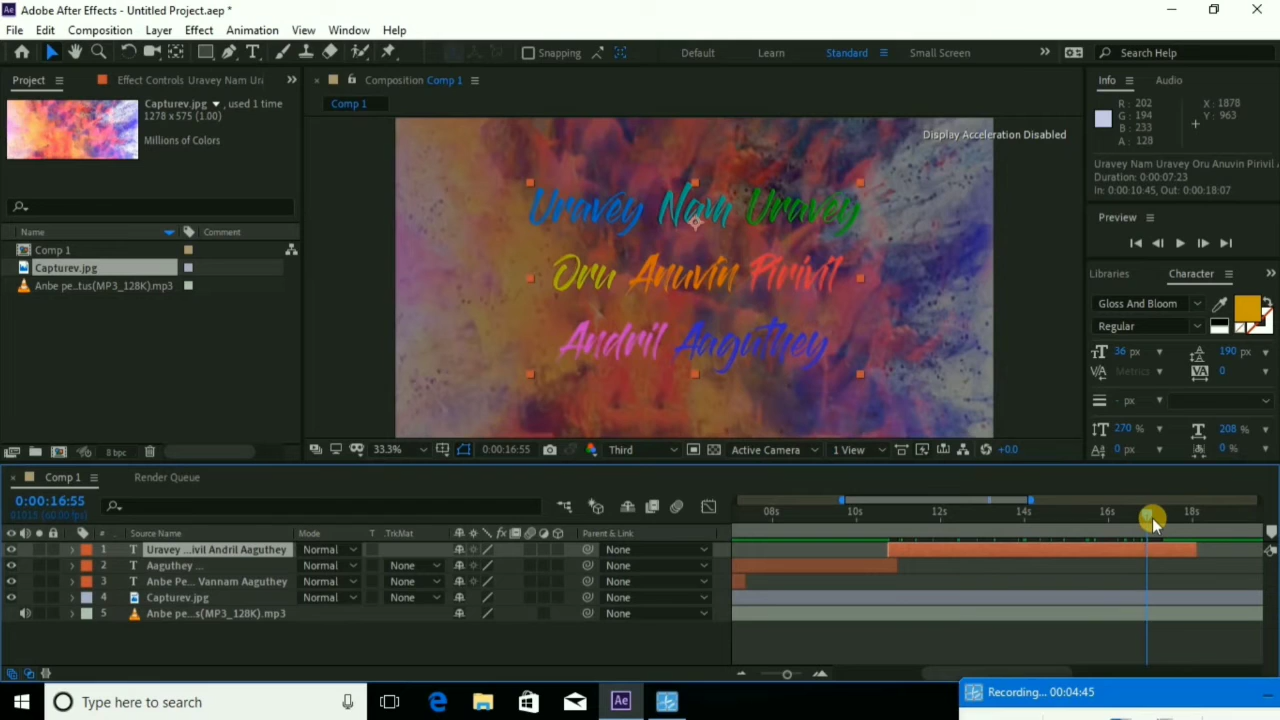 Adobe After Effects - Untitled Project.aep *
File Edit Composition Layer Effect Animation View Window Help
Snapping Default Learn Standard Small Screen Search Help
Project Effect Controls Uravey Nam Ura
Composition Comp 1
Info Audio
Capturev.jpg , used 1 time
1278 x 575 (1.00)
Millions of Colors
Comp 1
Display Acceleration Disabled
R : 202 X : 1878
G : 194 Y : 963
B : 233
A : 128
Uravey Nam Uravey Oru Anuvin Pirivil
Duration: 0:00:07:23
In: 0:00:10:45, Out: 0:00:18:07
Uravey Nam Uravey
Oru Anuvin Pirivil
Andril Aaguthey
Name Comment
Comp 1
Capturev.jpg
Anbe pe...tus(MP3_128K).mp3
Preview
Libraries Character
Gloss And Bloom
Regular
36 px 190 px
Metrics 0
- px
270 % 208 %
0 px 0 %
8 bpc
33.3% 0:00:16:55 Third Active Camera 1 View +0.0
Comp 1 Render Queue
0:00:16:55
01015 (60.00 fps)
08s 10s 12s 14s 16s 18s
# Source Name Mode T .TrkMat Parent & Link
1 T Uravey ...ivil Andril Aaguthey Normal None
2 T Aaguthey ... Normal None None
3 T Anbe Pe... Vannam Aaguthey Normal None None
4 Capturev.jpg Normal None None
5 Anbe pe...s(MP3_128K).mp3 None
Type here to search
Recording... 00:04:45